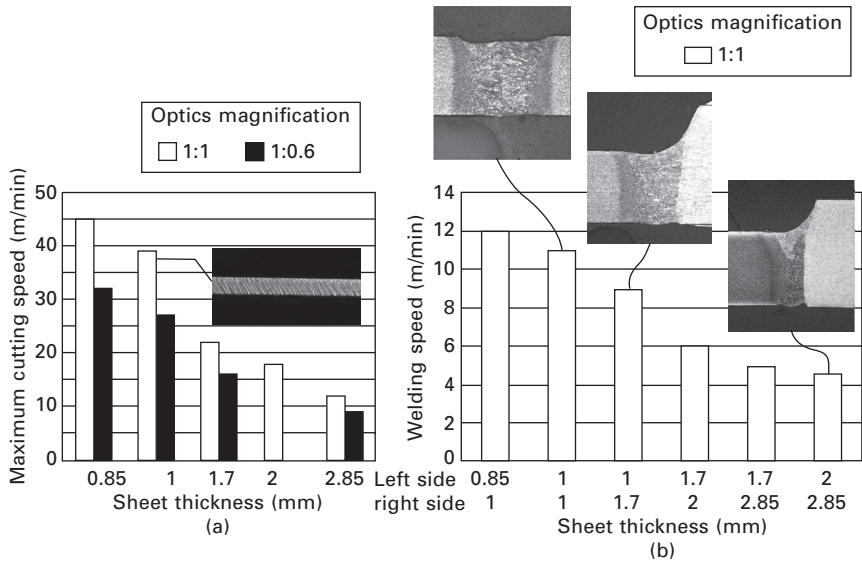 Optics magnification
1:1 1:0.6
Maximum cutting speed (m/min)
50
40
30
20
10
0
0.85 1 1.7 2 2.85
Sheet thickness (mm)
(a)
Optics magnification
1:1
Welding speed (m/min)
14
12
10
8
6
4
2
0
Left side 0.85 1 1 1.7 1.7 2
right side 1 1 1.7 2 2.85 2.85
Sheet thickness (mm)
(b)